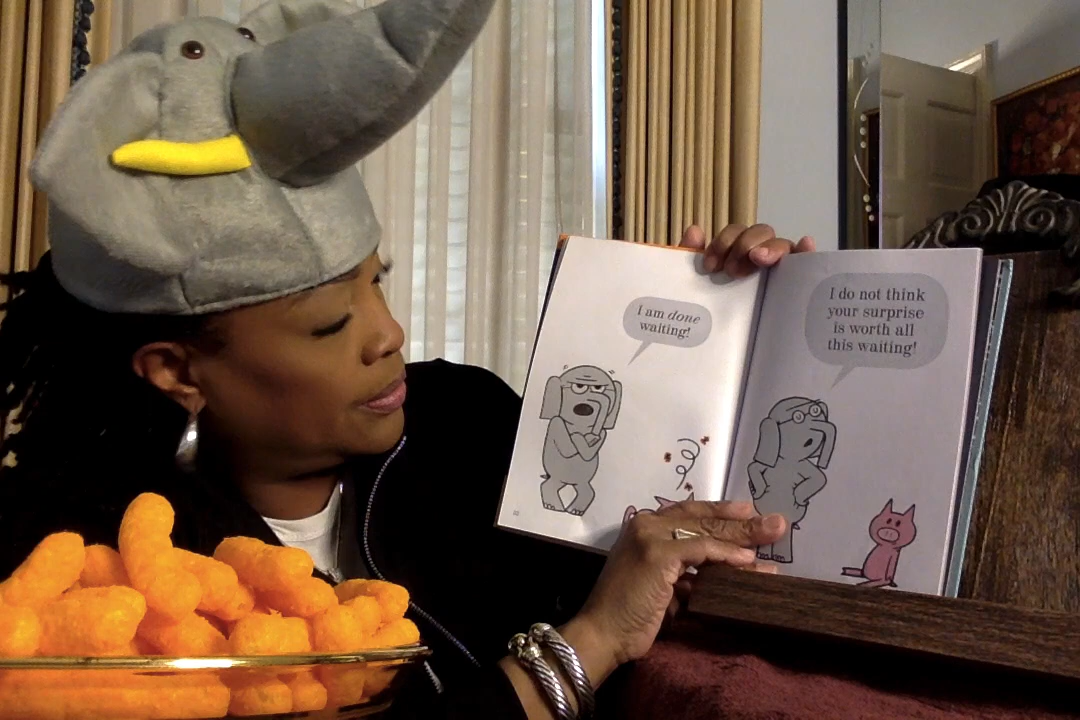 I am done
waiting!
I do not think
your surprise
is worth all
this waiting!